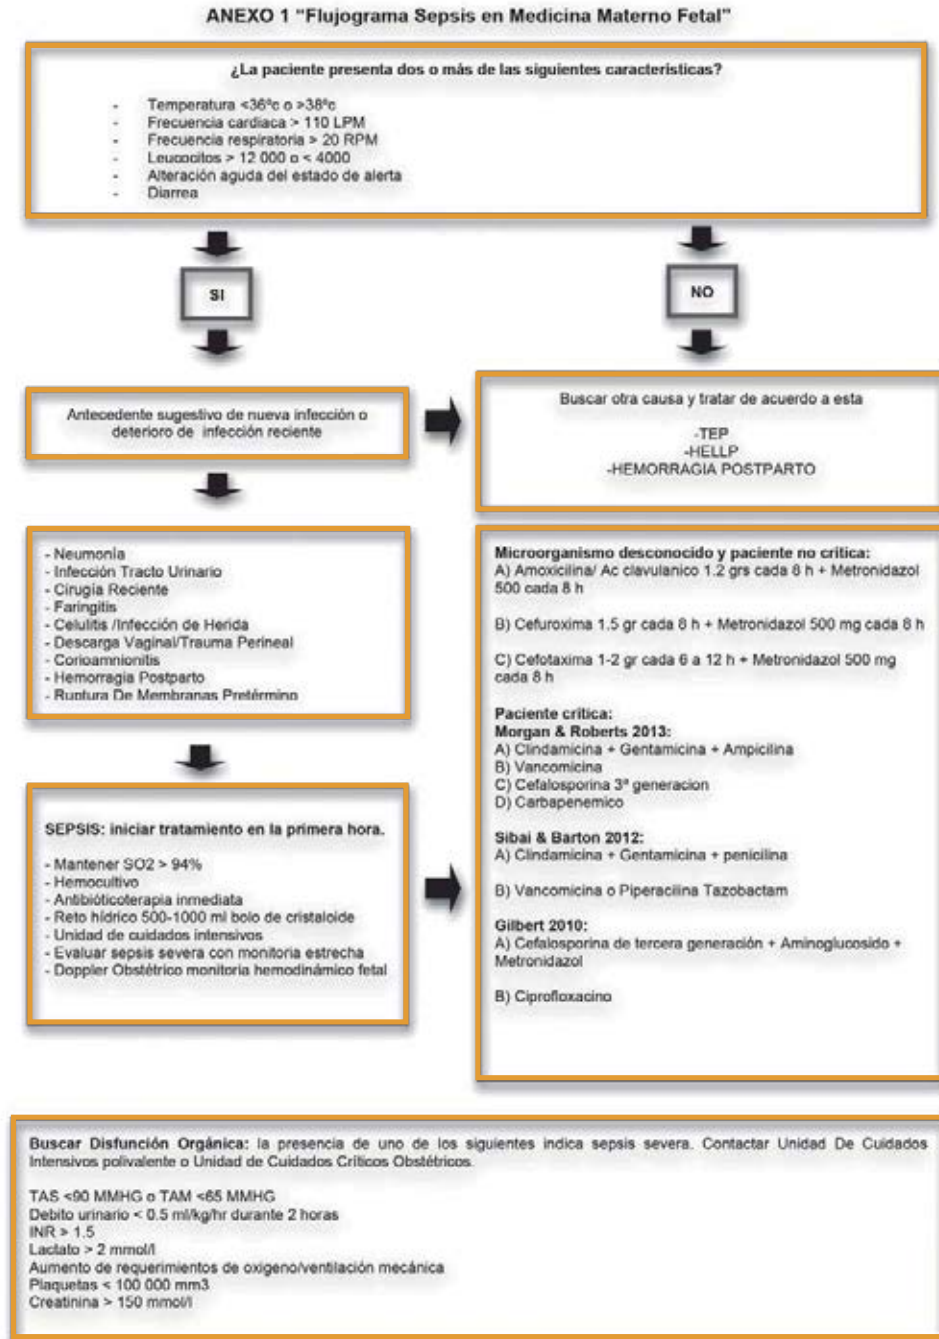 ANEXO 1 "Flujograma Sepsis en Medicina Materno Fetal"
¿La paciente presenta dos o más de las siguientes características?
- Temperatura <36ºc o >38ºc
- Frecuencia cardiaca > 110 LPM
- Frecuencia respiratoria > 20 RPM
- Leucocitos > 12 000 o < 4000
- Alteración aguda del estado de alerta
- Diarrea
SI
NO
Antecedente sugestivo de nueva infección o
deterioro de infección reciente
Buscar otra causa y tratar de acuerdo a esta
-TEP
-HELLP
-HEMORRAGIA POSTPARTO
- Neumonía
- Infección Tracto Urinario
- Cirugía Reciente
- Faringitis
- Celulitis /Infección de Herida
- Descarga Vaginal/Trauma Perineal
- Corioamnionitis
- Hemorragia Postparto
- Ruptura De Membranas Pretérmino
SEPSIS: iniciar tratamiento en la primera hora.
- Mantener SO2 > 94%
- Hemocultivo
- Antibióticoterapia inmediata
- Reto hídrico 500-1000 ml bolo de cristaloide
- Unidad de cuidados intensivos
- Evaluar sepsis severa con monitoria estrecha
- Doppler Obstétrico monitoria hemodinámico fetal
Microorganismo desconocido y paciente no critica:
A) Amoxicilina/ Ac clavulanico 1.2 grs cada 8 h + Metronidazol
500 cada 8 h
B) Cefuroxima 1.5 gr cada 8 h + Metronidazol 500 mg cada 8 h
C) Cefotaxima 1-2 gr cada 6 a 12 h + Metronidazol 500 mg
cada 8 h
Paciente critica:
Morgan & Roberts 2013:
A) Clindamicina + Gentamicina + Ampicilina
B) Vancomicina
C) Cefalosporina 3ª generacion
D) Carbapenemico
Sibai & Barton 2012:
A) Clindamicina + Gentamicina + penicilina
B) Vancomicina o Piperacilina Tazobactam
Gilbert 2010:
A) Cefalosporina de tercera generación + Aminoglucosido +
Metronidazol
B) Ciprofloxacino
Buscar Disfunción Orgánica: la presencia de uno de los siguientes indica sepsis severa. Contactar Unidad De Cuidados
Intensivos polivalente o Unidad de Cuidados Críticos Obstétricos.
TAS <90 MMHG o TAM <65 MMHG
Debito urinario < 0.5 ml/kg/hr durante 2 horas
INR > 1.5
Lactato > 2 mmol/l
Aumento de requerimientos de oxigeno/ventilación mecánica
Plaquetas < 100 000 mm3
Creatinina > 150 mmol/l